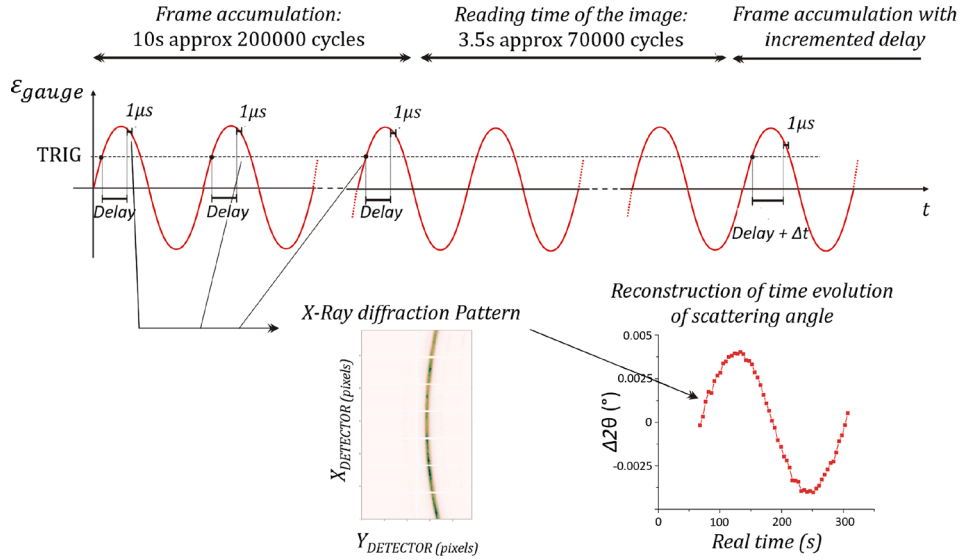 Frame accumulation:
10s approx 200000 cycles
Reading time of the image:
3.5s approx 70000 cycles
Frame accumulation with
incremented delay
εgauge
1μs
1μs
1μs
1μs
TRIG
Delay
Delay
Delay
Delay + Δt
t
X-Ray diffraction Pattern
XDETECTOR (pixels)
YDETECTOR (pixels)
Reconstruction of time evolution
of scattering angle
0.005
0.0025
0
-0.0025
Δ2θ (°)
0
100
200
300
Real time (s)